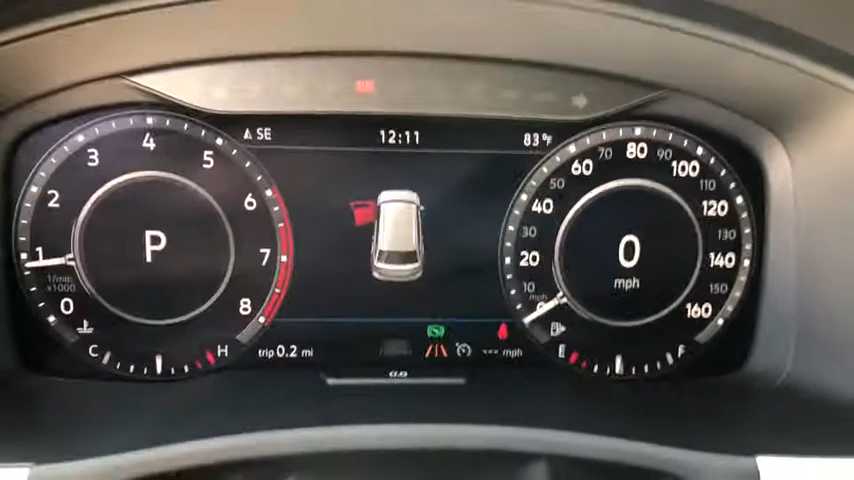 SE
12:11
83°F
0
1
2
3
4
5
6
7
8
1/min
x1000
P
C
H
trip 0.2 mi
--- mph
0
mph
10
20
30
40
50
60
70
80
90
100
110
120
130
140
150
160
mph
E
F